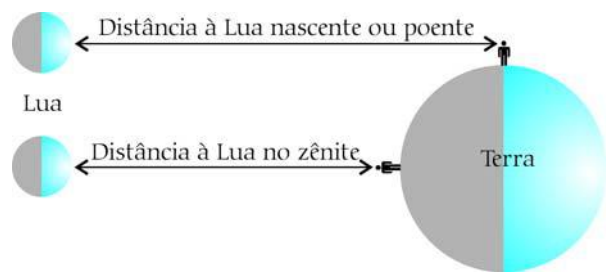 Distância à Lua nascente ou poente
Lua
Distância à Lua no zênite
Terra